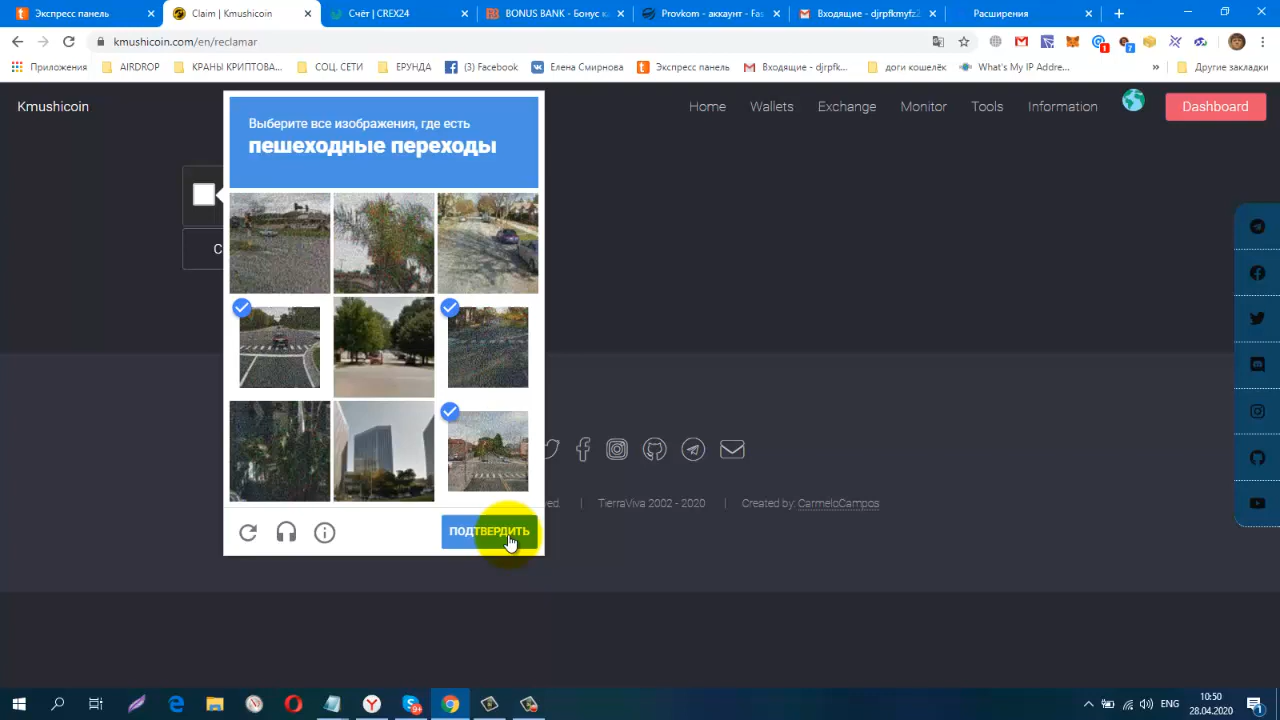 Экспресс панель
Claim | Kmushicoin
Счёт | CREX24
BONUS BANK - Бонус к
Provkom - аккаунт - Fas
Входящие - djrpfkmyfz2
Расширения
kmushicoin.com/en/reclamar
Приложения
AIRDROP
КРАНЫ КРИПТОВА...
СОЦ. СЕТИ
ЕРУНДА
(3) Facebook
Елена Смирнова
Экспресс панель
Входящие - djrpfk...
доги кошелёк
What's My IP Addre...
»
Другие закладки
Kmushicoin
Home
Wallets
Exchange
Monitor
Tools
Information
Dashboard
Выберите все изображения, где есть
пешеходные переходы
C
ПОДТВЕРДИТЬ
ved.
TierraViva 2002 - 2020
Created by: CarmeloCampos
ENG
10:50
28.04.2020